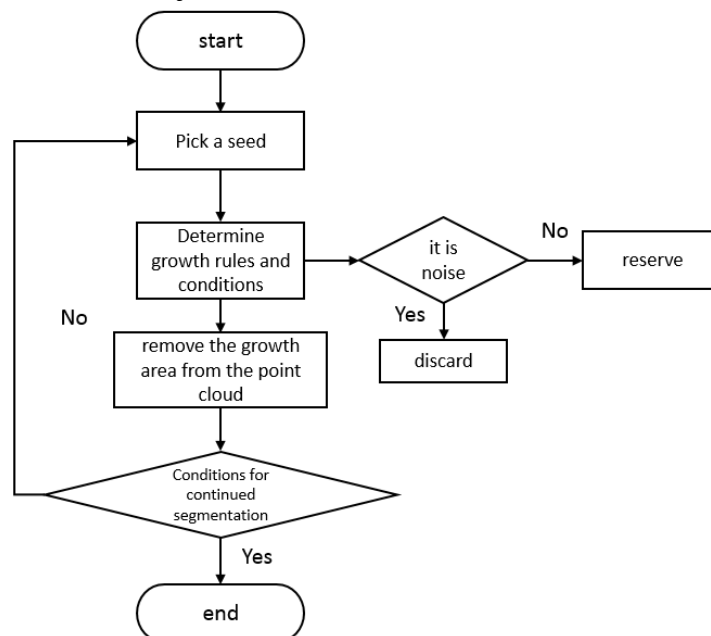 start
Pick a seed
Determine
growth rules and
conditions
it is
noise
No
reserve
Yes
discard
No
remove the growth
area from the point
cloud
Conditions for
continued
segmentation
Yes
end